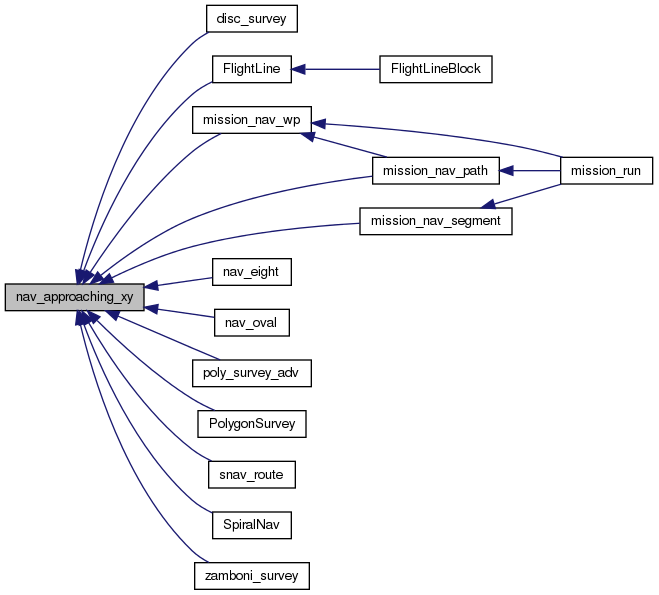 disc_survey
FlightLine
FlightLineBlock
mission_nav_wp
mission_nav_path
mission_run
mission_nav_segment
nav_eight
nav_approaching_xy
nav_oval
poly_survey_adv
PolygonSurvey
snav_route
SpiralNav
zamboni_survey